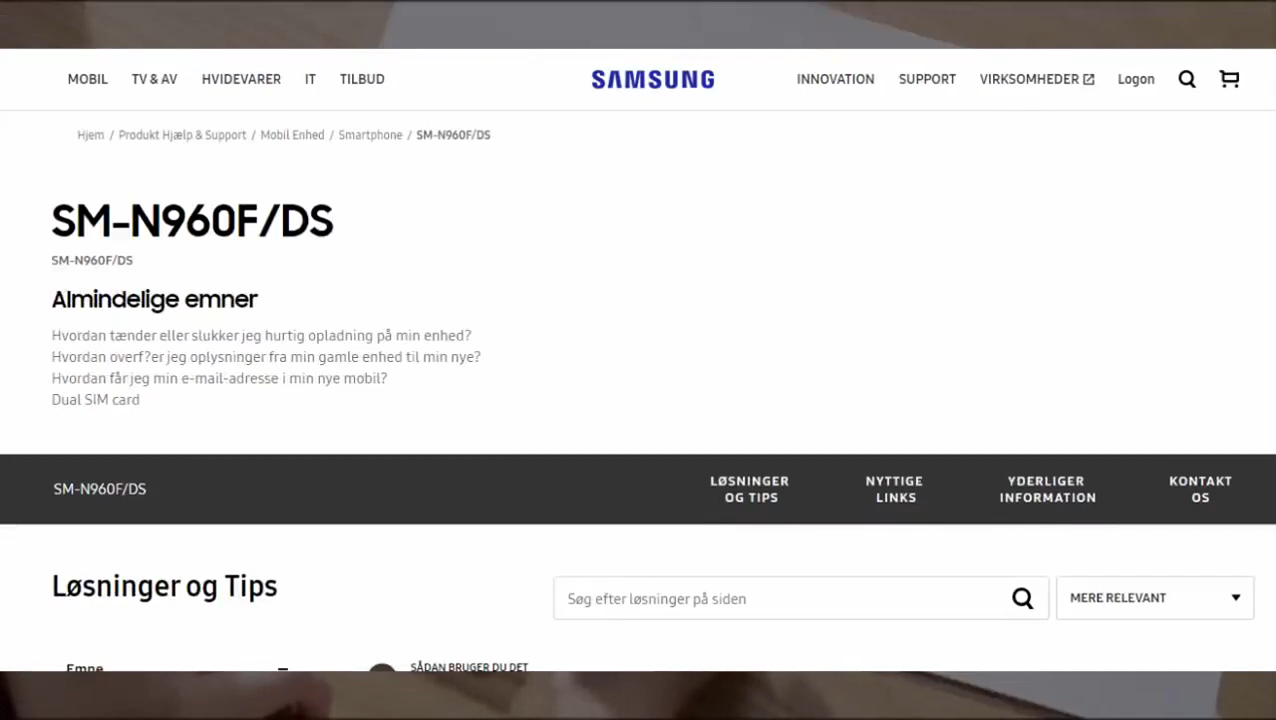 MOBIL TV & AV HVIDEVARER IT TILBUD SAMSUNG INNOVATION SUPPORT VIRKSOMHEDER Logon
Hjem / Produkt Hjælp & Support / Mobil Enhed / Smartphone / SM-N960F/DS
SM-N960F/DS
SM-N960F/DS
Almindelige emner
Hvordan tænder eller slukker jeg hurtig opladning på min enhed?
Hvordan overf?er jeg oplysninger fra min gamle enhed til min nye?
Hvordan får jeg min e-mail-adresse i min nye mobil?
Dual SIM card
SM-N960F/DS
LØSNINGER
OG TIPS
NYTTIGE
LINKS
YDERLIGER
INFORMATION
KONTAKT
OS
Løsninger og Tips
Søg efter løsninger på siden
MERE RELEVANT
Emne
SÅDAN BRUGER DU DET